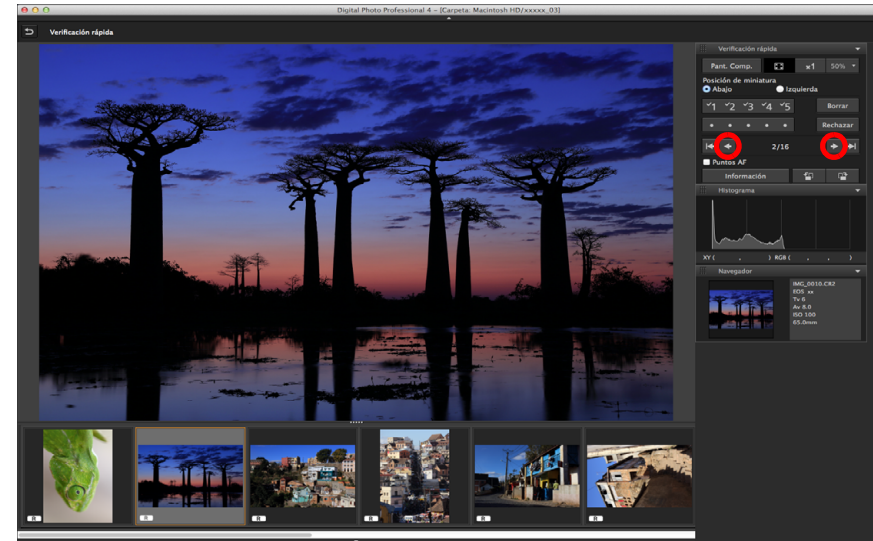 Digital Photo Professional 4 – [Carpeta: Macintosh HD/xxxxx_03]
Verificación rápida
Verificación rápida
Pant. Comp. x1 50%
Posición de miniatura
Abajo Izquierda
1 2 3 4 5 Borrar
Rechazar
2/16
Puntos AF
Información
Histograma
XY ( , ) RGB ( , , )
Navegador
IMG_0010.CR2
EOS xx
Tv 6
Av 8.0
ISO 100
65.0mm
R R R R R R